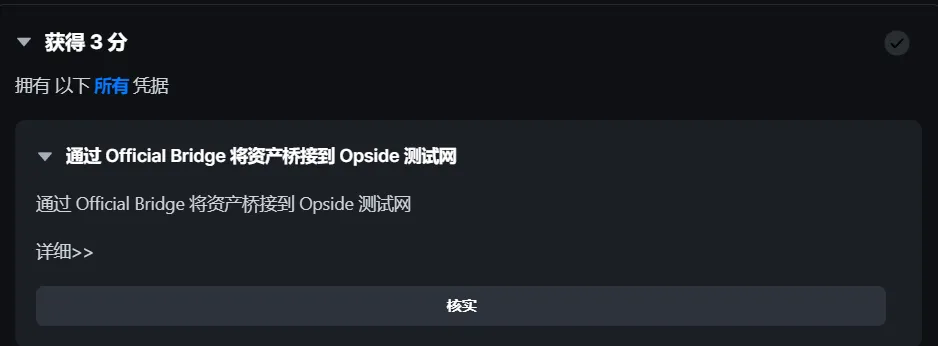 获得 3 分
拥有 以下 所有 凭据
通过 Official Bridge 将资产桥接到 Opside 测试网
通过 Official Bridge 将资产桥接到 Opside 测试网
详细>>
核实